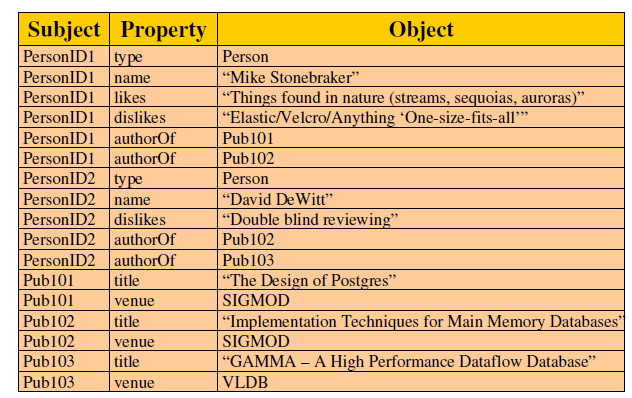 Subject Property Object
PersonID1 type Person
PersonID1 name “Mike Stonebraker”
PersonID1 likes “Things found in nature (streams, sequoias, auroras)”
PersonID1 dislikes “Elastic/Velcro/Anything ‘One-size-fits-all’”
PersonID1 authorOf Pub101
PersonID1 authorOf Pub102
PersonID2 type Person
PersonID2 name “David DeWitt”
PersonID2 dislikes “Double blind reviewing”
PersonID2 authorOf Pub102
PersonID2 authorOf Pub103
Pub101 title “The Design of Postgres”
Pub101 venue SIGMOD
Pub102 title “Implementation Techniques for Main Memory Databases”
Pub102 venue SIGMOD
Pub103 title “GAMMA – A High Performance Dataflow Database”
Pub103 venue VLDB